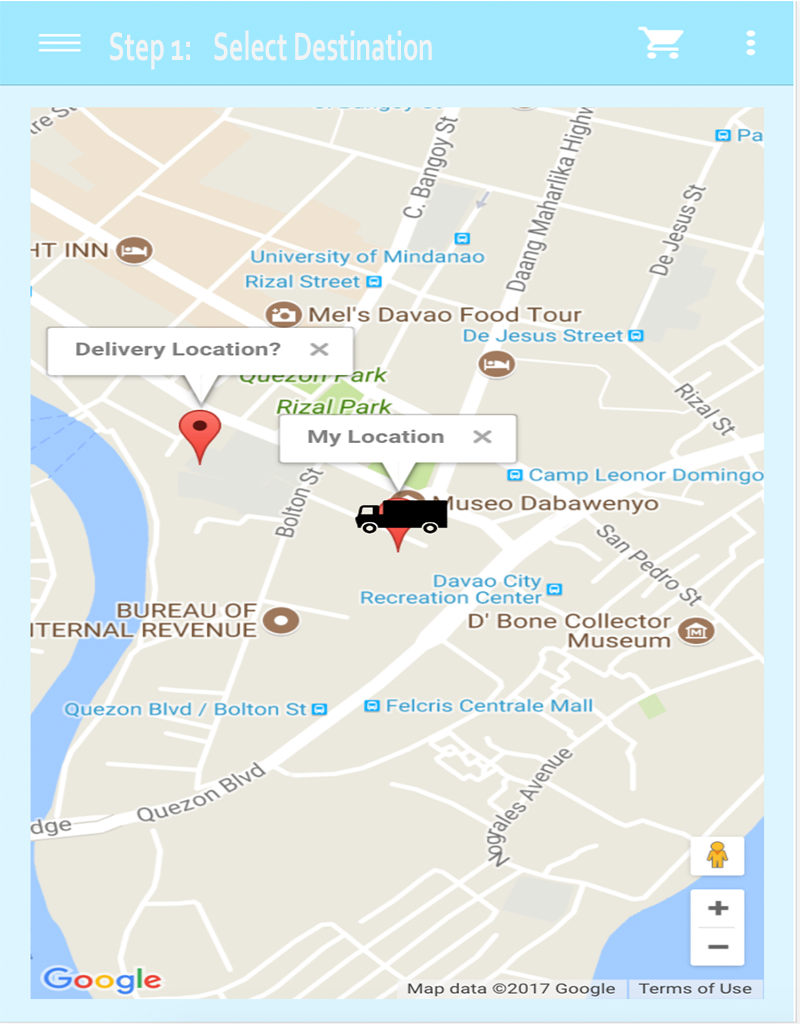 Step 1: Select Destination
C. Bangoy St
Daang Maharlika Highw
Pa
De Jesus St
HT INN
University of Mindanao
Rizal Street
Mel's Davao Food Tour
De Jesus Street
Delivery Location?
Quezon Park
Rizal Park
Rizal St
My Location
Camp Leonor Domingo
Bolton St
Museo Dabawenyo
San Pedro St
Davao City
Recreation Center
BUREAU OF
NTERNAL REVENUE
D' Bone Collector
Museum
Quezon Blvd / Bolton St
Felcris Centrale Mall
Quezon Blvd
Nograles Avenue
dge
Google
Map data ©2017 Google
Terms of Use